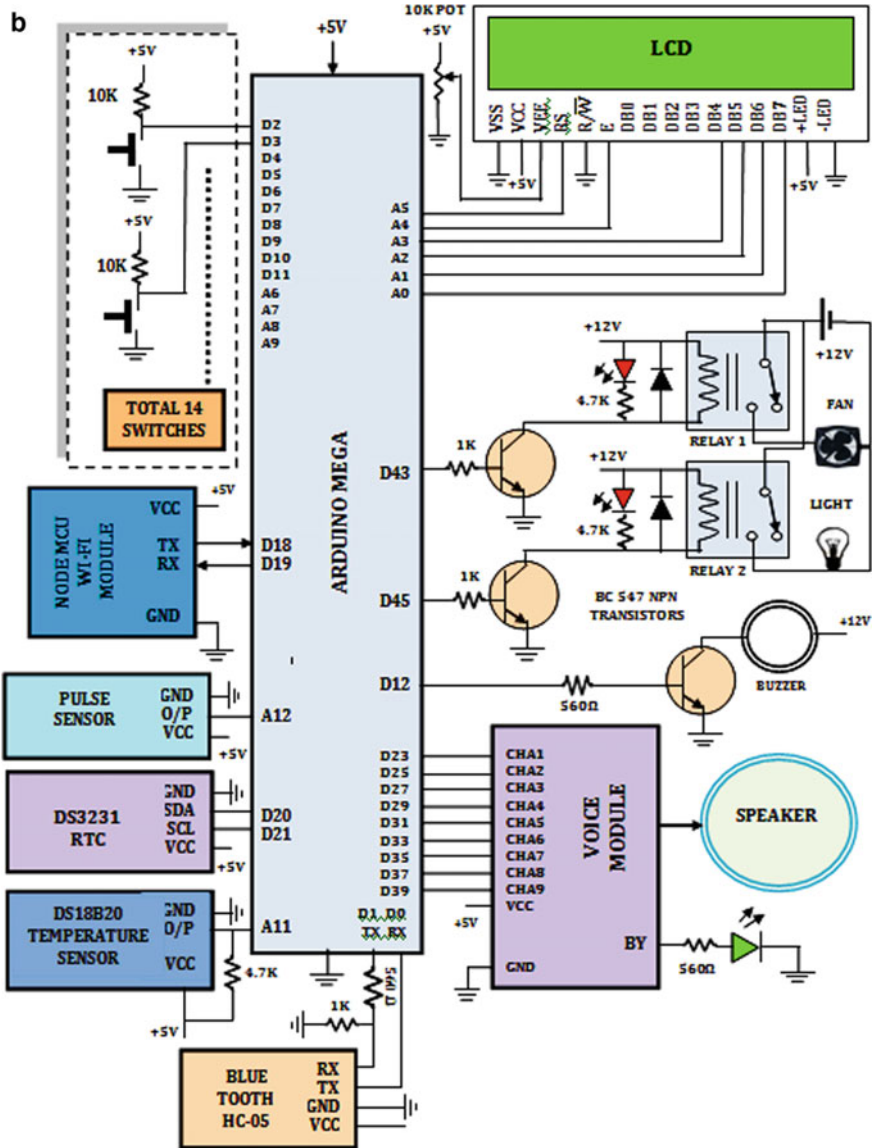 b
+5V
10K
+5V
10K
TOTAL 14
SWITCHES
+5V
D2
D3
D4
D5
D6
D7
D8
D9
D10
D11
A6
A7
A8
A9
D18
D19
A12
D20
D21
A11
ARDUINO MEGA
A5
A4
A3
A2
A1
A0
D43
D45
D12
D23
D25
D27
D29
D31
D33
D35
D37
D39
D1 D0
TX RX
10K POT
+5V
LCD
VSS
VCC
VEE
RS
R/W
E
DB0
DB1
DB2
DB3
DB4
DB5
DB6
DB7
+LED
-LED
+5V
+5V
+12V
4.7K
RELAY 1
+12V
FAN
1K
+12V
4.7K
RELAY 2
LIGHT
1K
BC 547 NPN
TRANSISTORS
+12V
BUZZER
560Ω
NODE MCU
WI-FI
MODULE
VCC
TX
RX
GND
+5V
PULSE
SENSOR
GND
O/P
VCC
+5V
DS3231
RTC
GND
SDA
SCL
VCC
+5V
DS18B20
TEMPERATURE
SENSOR
GND
O/P
VCC
4.7K
+5V
1K
560Ω
BLUE
TOOTH
HC-05
RX
TX
GND
VCC
CHA1
CHA2
CHA3
CHA4
CHA5
CHA6
CHA7
CHA8
CHA9
VCC
GND
+5V
VOICE
MODULE
BY
SPEAKER
560Ω